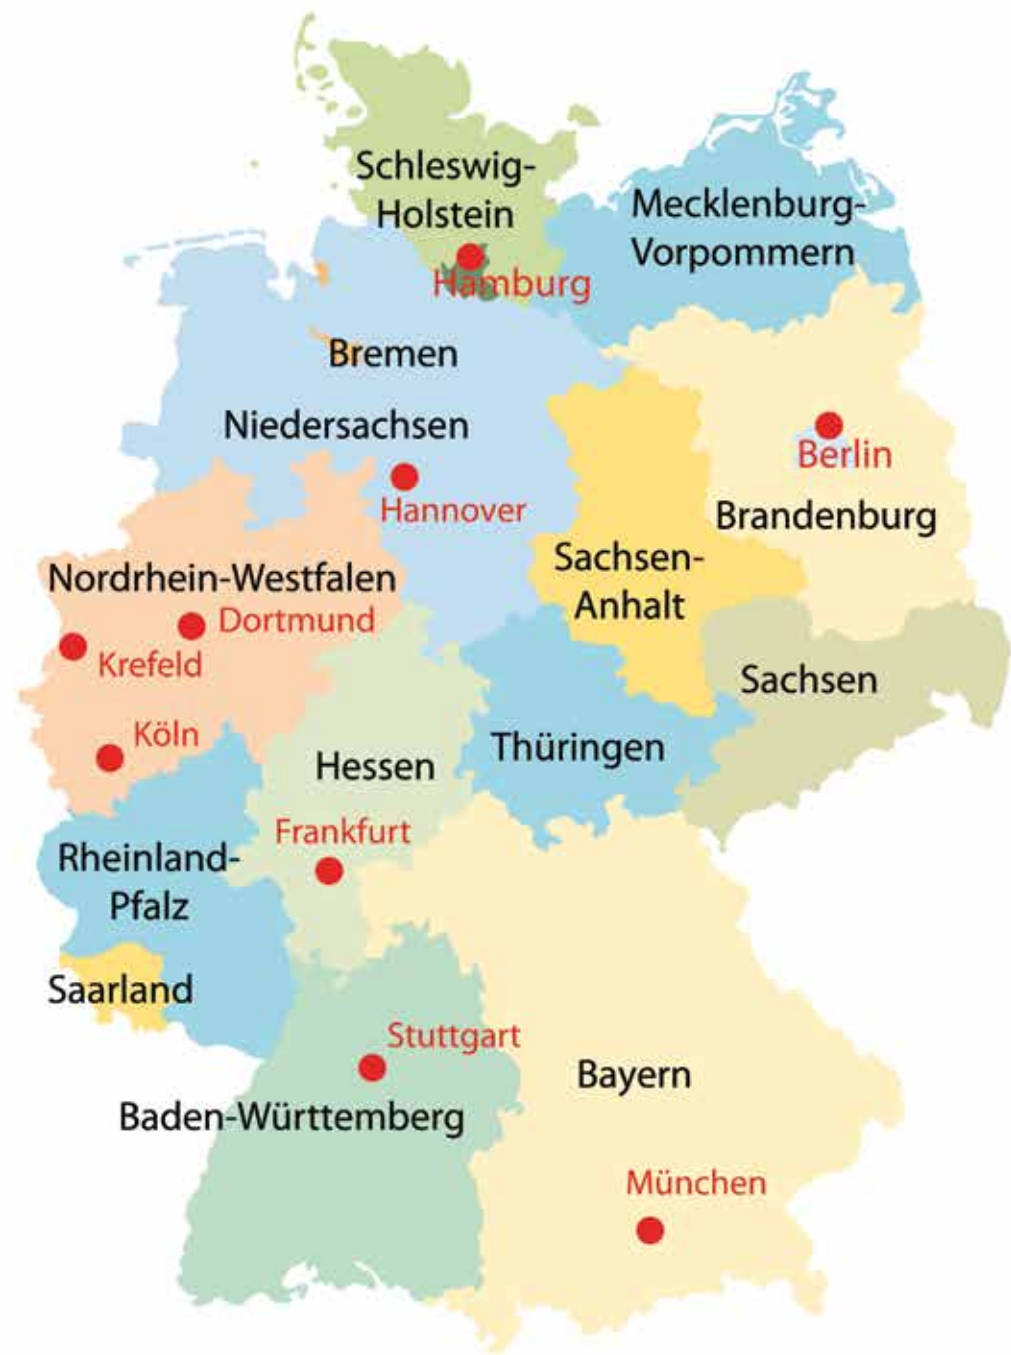 Schleswig-
Holstein
Mecklenburg-
Vorpommern
Hamburg
Bremen
Niedersachsen
Berlin
Hannover
Brandenburg
Sachsen-
Anhalt
Nordrhein-Westfalen
Dortmund
Krefeld
Sachsen
Köln
Thüringen
Hessen
Frankfurt
Rheinland-
Pfalz
Saarland
Stuttgart
Bayern
Baden-Württemberg
München